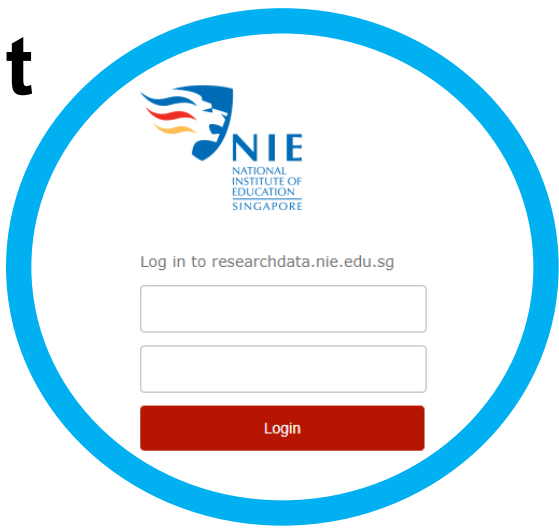 t
NIE
NATIONAL
INSTITUTE OF
EDUCATION
SINGAPORE
Log in to researchdata.nie.edu.sg
Login